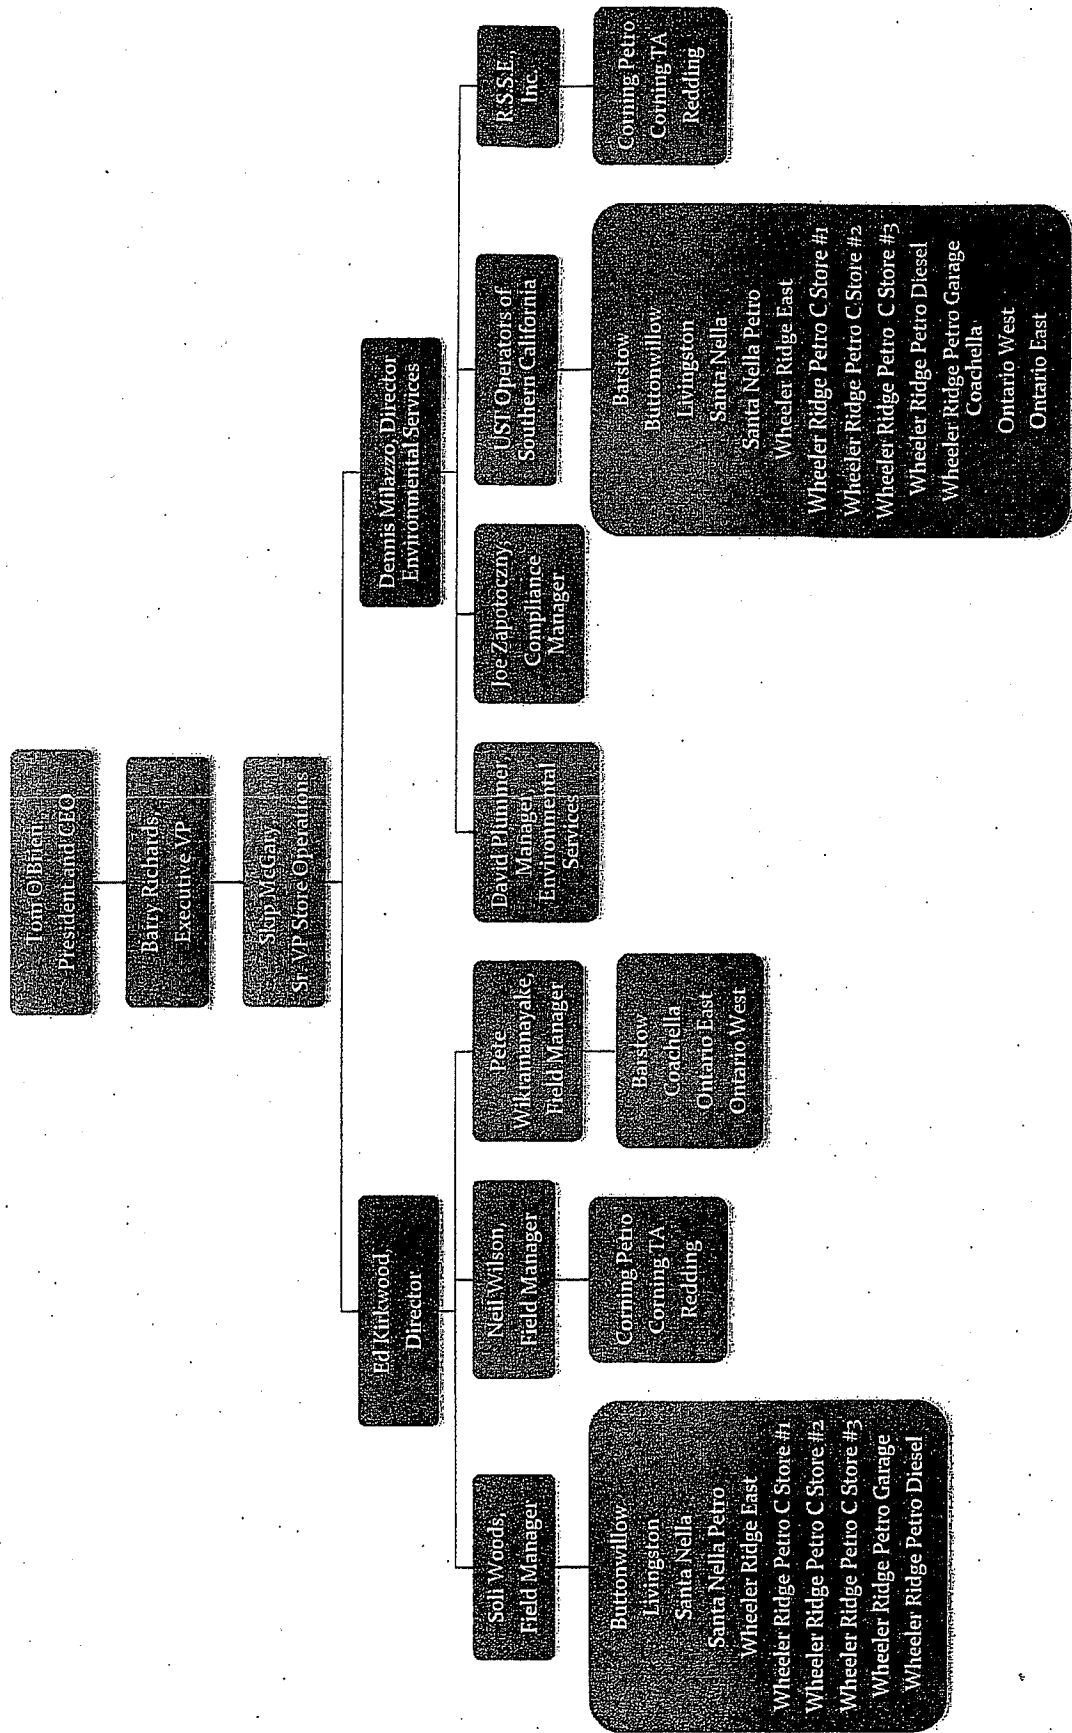 Tom O'Brien,
President and CEO
Barry Richards,
Executive VP
Skip McGary,
Sr. VP Store Operations
Ed Kirkwood,
Director
Dennis Milazzo, Director
Environmental Services
Soli Woods,
Field Manager
Neil Wilson,
Field Manager
Pete
Wikramanayake,
Field Manager
David Plummer,
Manager,
Environmental
Services
Joe Zapotoczny,
Compliance
Manager
UST Operators of
Southern California
R.S.S.E.,
Inc.
Buttonwillow
Livingston
Santa Nella
Santa Nella Petro
Wheeler Ridge East
Wheeler Ridge Petro C Store #1
Wheeler Ridge Petro C Store #2
Wheeler Ridge Petro C Store #3
Wheeler Ridge Petro Garage
Wheeler Ridge Petro Diesel
Corning Petro
Corning TA
Redding
Barstow
Coachella
Ontario East
Ontario West
Barstow
Buttonwillow
Livingston
Santa Nella
Santa Nella Petro
Wheeler Ridge East
Wheeler Ridge Petro C Store #1
Wheeler Ridge Petro C Store #2
Wheeler Ridge Petro C Store #3
Wheeler Ridge Petro Diesel
Wheeler Ridge Petro Garage
Coachella
Ontario West
Ontario East
Corning Petro
Corning TA
Redding